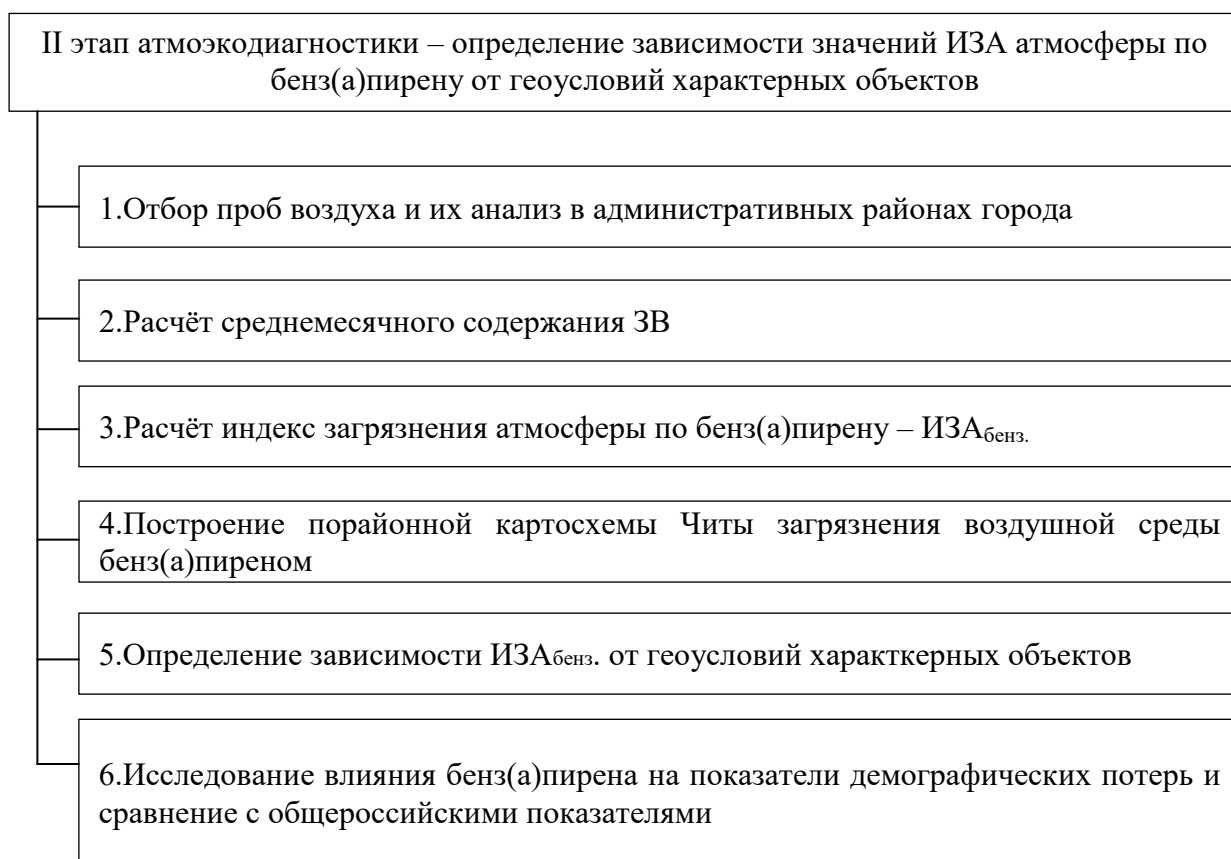 II этап атмоэкодиагностики – определение зависимости значений ИЗА атмосферы по
бенз(а)пирену от геоусловий характерных объектов
1.Отбор проб воздуха и их анализ в административных районах города
2.Расчёт среднемесячного содержания ЗВ
3.Расчёт индекс загрязнения атмосферы по бенз(а)пирену – ИЗАбенз.
4.Построение порайонной картосхемы Читы загрязнения воздушной среды
бенз(а)пиреном
5.Определение зависимости ИЗАбенз. от геоусловий характкерных объектов
6.Исследование влияния бенз(а)пирена на показатели демографических потерь и
сравнение с общероссийскими показателями